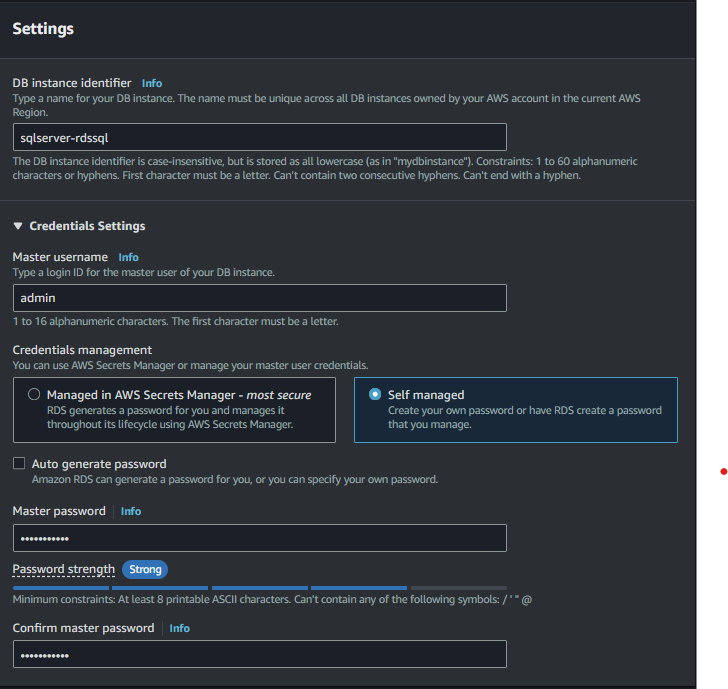 Settings
DB instance identifier Info
Type a name for your DB instance. The name must be unique across all DB instances owned by your AWS account in the current AWS
Region.
sqlserver-rdssql
The DB instance identifier is case-insensitive, but is stored as all lowercase (as in "mydbinstance"). Constraints: 1 to 60 alphanumeric
characters or hyphens. First character must be a letter. Can't contain two consecutive hyphens. Can't end with a hyphen.
▼ Credentials Settings
Master username Info
Type a login ID for the master user of your DB instance.
admin
1 to 16 alphanumeric characters. The first character must be a letter.
Credentials management
You can use AWS Secrets Manager or manage your master user credentials.
Managed in AWS Secrets Manager - most secure
RDS generates a password for you and manages it
throughout its lifecycle using AWS Secrets Manager.
Self managed
Create your own password or have RDS create a password
that you manage.
Auto generate password
Amazon RDS can generate a password for you, or you can specify your own password.
Master password Info
•••••••••••
Password strength Strong
Minimum constraints: At least 8 printable ASCII characters. Can't contain any of the following symbols: / ' " @
Confirm master password Info
•••••••••••